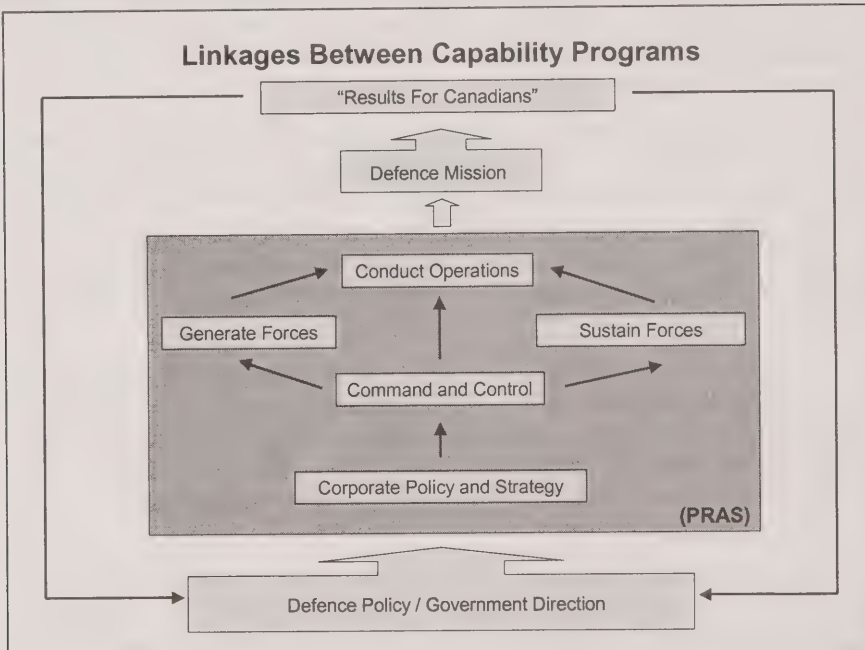 Linkages Between Capability Programs
“Results For Canadians”
Defence Mission
Conduct Operations
Generate Forces
Sustain Forces
Command and Control
Corporate Policy and Strategy
(PRAS)
Defence Policy / Government Direction